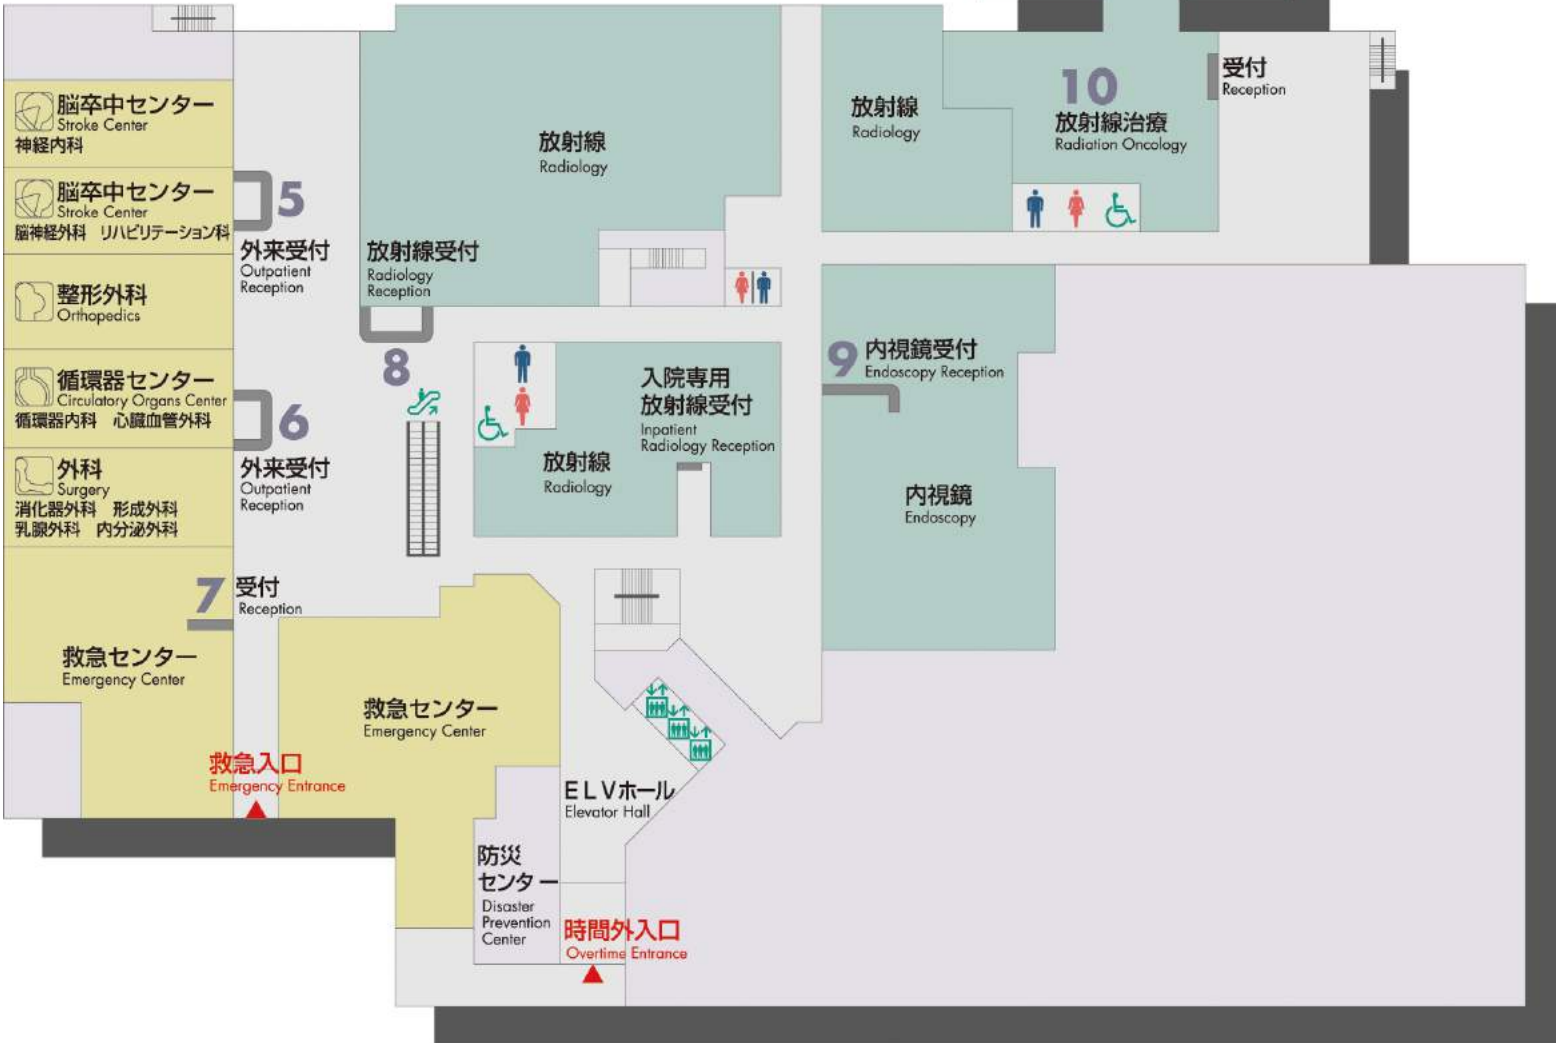 脳卒中センター
Stroke Center
神経内科
脳卒中センター
Stroke Center
脳神経外科 リハビリテーション科
整形外科
Orthopedics
循環器センター
Circulatory Organs Center
循環器内科 心臓血管外科
外科
Surgery
消化器外科 形成外科
乳腺外科 内分泌外科
5
外来受付
Outpatient
Reception
6
外来受付
Outpatient
Reception
7
受付
Reception
救急センター
Emergency Center
救急入口
Emergency Entrance
放射線
Radiology
放射線受付
Radiology
Reception
8
放射線
Radiology
入院専用
放射線受付
Inpatient
Radiology Reception
救急センター
Emergency Center
ELVホール
Elevator Hall
防災
センター
Disaster
Prevention
Center
時間外入口
Overtime Entrance
放射線
Radiology
10
放射線治療
Radiation Oncology
受付
Reception
9
内視鏡受付
Endoscopy Reception
内視鏡
Endoscopy